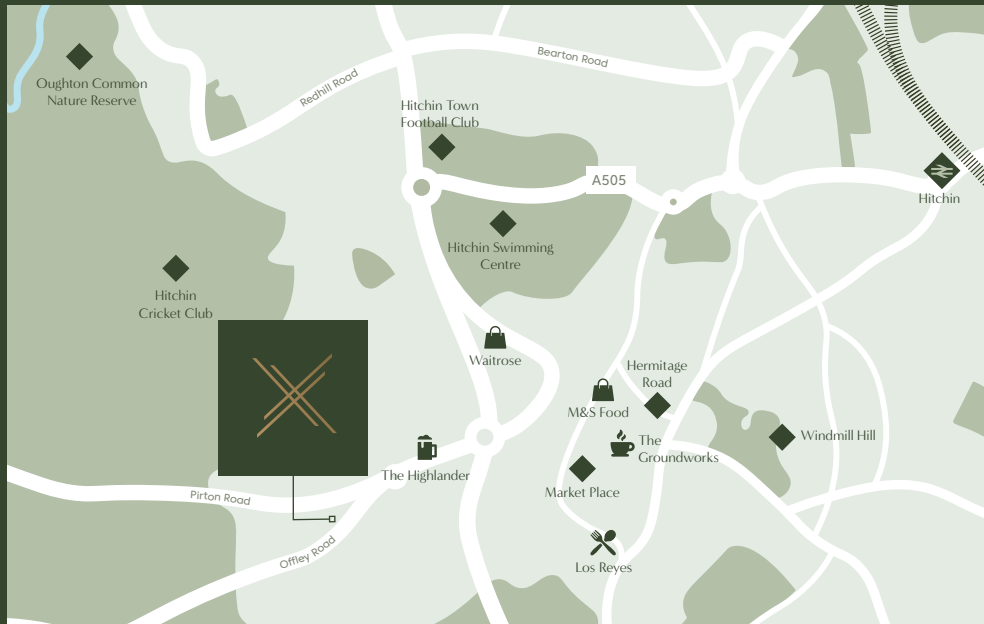 Bearton Road
Redhill Road
Oughton Common
Nature Reserve
Hitchin Town
Football Club
A505
Hitchin
Hitchin Swimming
Centre
Hitchin
Cricket Club
Waitrose
Hermitage
Road
M&S Food
The
Groundworks
Windmill Hill
The Highlander
Market Place
Pirton Road
Offley Road
Los Reyes